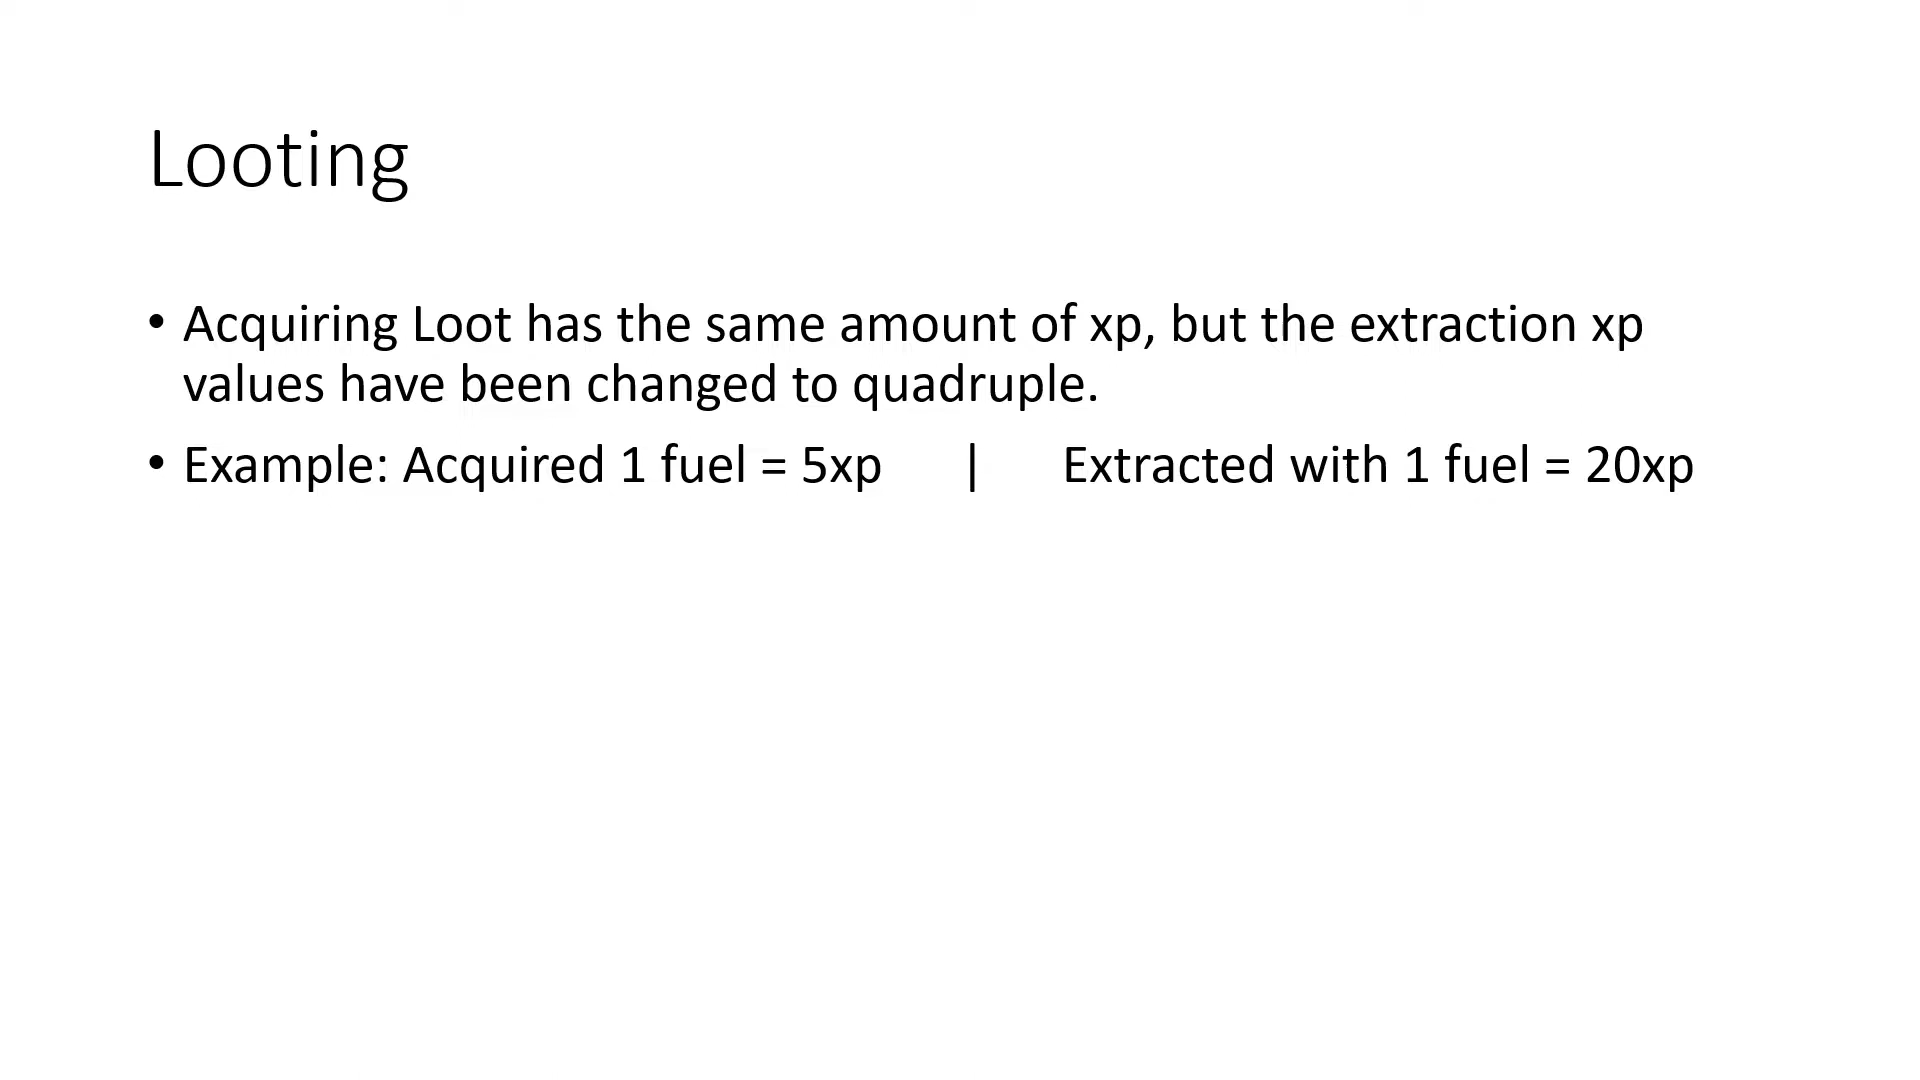 Looting
• Acquiring Loot has the same amount of xp, but the extraction xp
values have been changed to quadruple.
• Example: Acquired 1 fuel = 5xp | Extracted with 1 fuel = 20xp